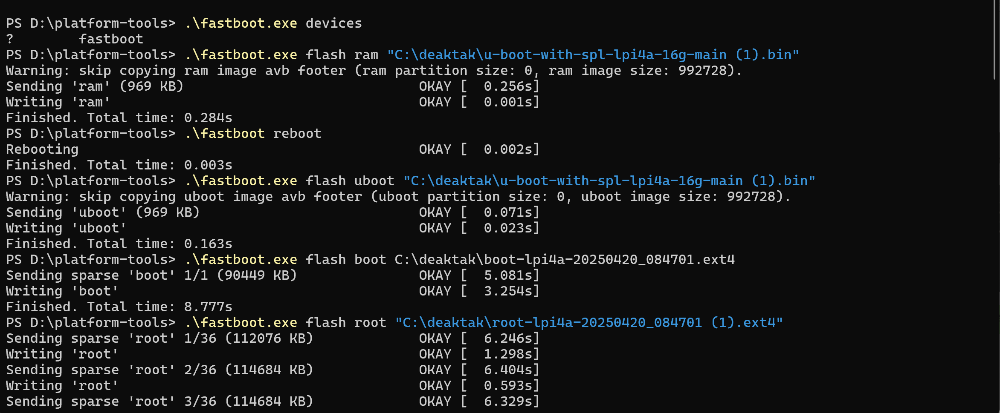 PS D:\platform-tools> .\fastboot.exe devices
?        fastboot
PS D:\platform-tools> .\fastboot.exe flash ram "C:\deaktak\u-boot-with-spl-lpi4a-16g-main (1).bin"
Warning: skip copying ram image avb footer (ram partition size: 0, ram image size: 992728).
Sending 'ram' (969 KB)                             OKAY [  0.256s]
Writing 'ram'                                      OKAY [  0.001s]
Finished. Total time: 0.284s
PS D:\platform-tools> .\fastboot reboot
Rebooting                                          OKAY [  0.002s]
Finished. Total time: 0.003s
PS D:\platform-tools> .\fastboot.exe flash uboot "C:\deaktak\u-boot-with-spl-lpi4a-16g-main (1).bin"
Warning: skip copying uboot image avb footer (uboot partition size: 0, uboot image size: 992728).
Sending 'uboot' (969 KB)                           OKAY [  0.071s]
Writing 'uboot'                                    OKAY [  0.023s]
Finished. Total time: 0.163s
PS D:\platform-tools> .\fastboot.exe flash boot C:\deaktak\boot-lpi4a-20250420_084701.ext4
Sending sparse 'boot' 1/1 (90449 KB)               OKAY [  5.081s]
Writing 'boot'                                     OKAY [  3.254s]
Finished. Total time: 8.777s
PS D:\platform-tools> .\fastboot.exe flash root "C:\deaktak\root-lpi4a-20250420_084701 (1).ext4"
Sending sparse 'root' 1/36 (112076 KB)             OKAY [  6.246s]
Writing 'root'                                     OKAY [  1.298s]
Sending sparse 'root' 2/36 (114684 KB)             OKAY [  6.404s]
Writing 'root'                                     OKAY [  0.593s]
Sending sparse 'root' 3/36 (114684 KB)             OKAY [  6.329s]